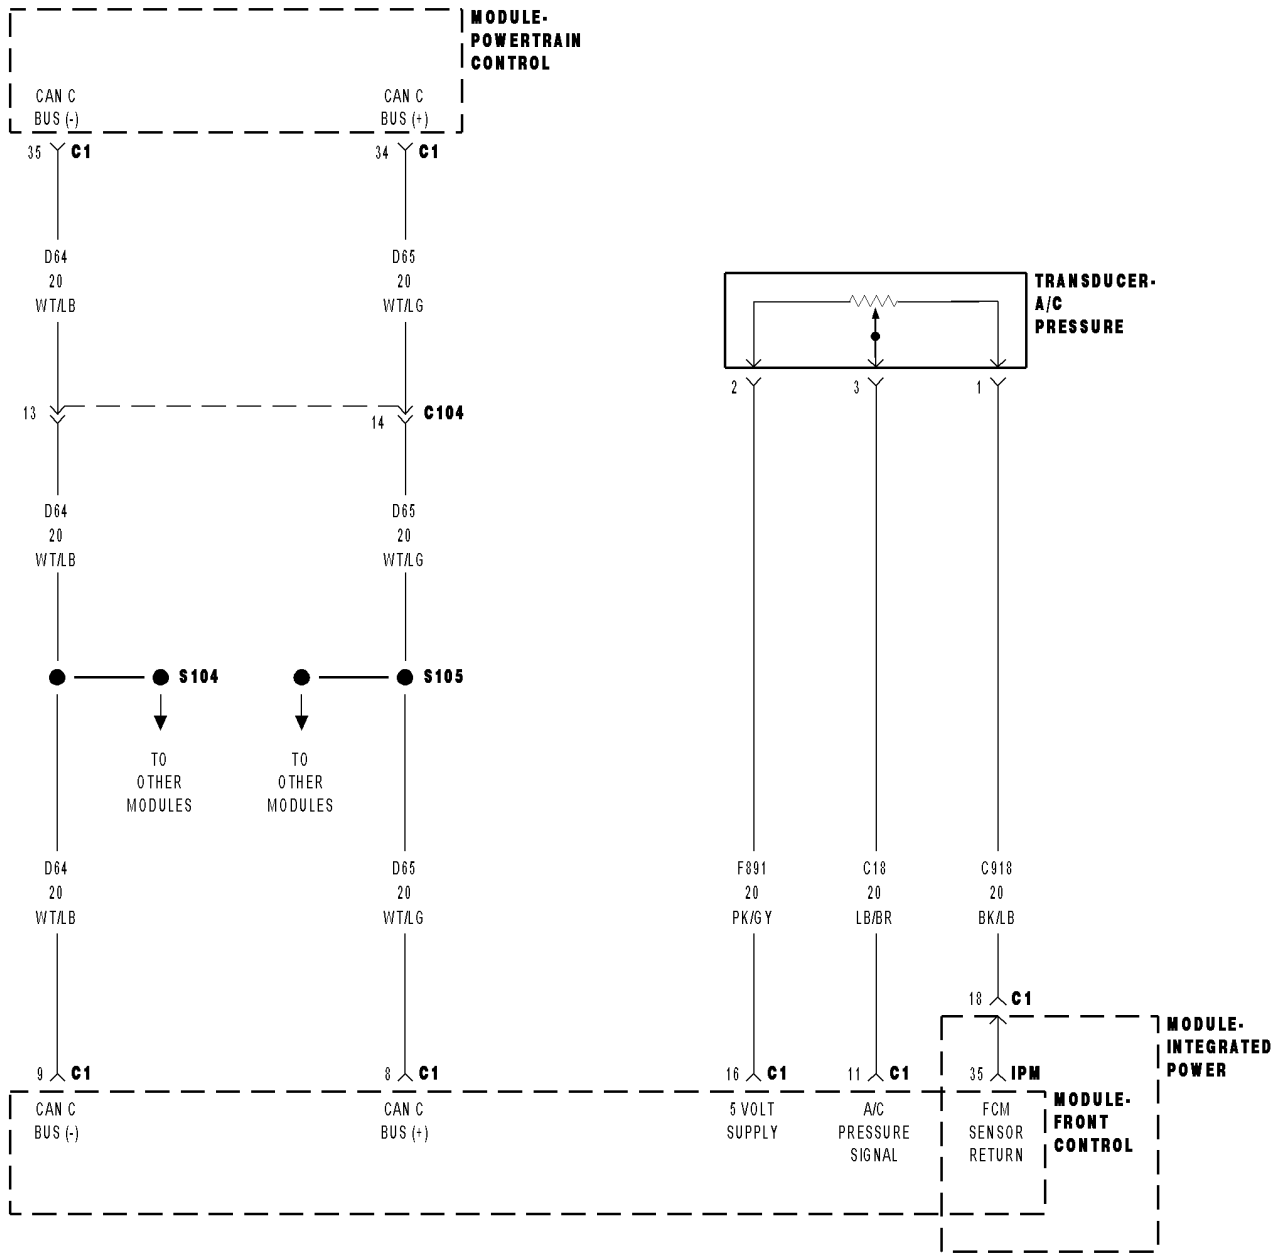 MODULE-
POWERTRAIN
CONTROL
CAN C
BUS (-)
CAN C
BUS (+)
35 C1
34 C1
D64
20
WT/LB
D65
20
WT/LG
TRANSDUCER-
A/C
PRESSURE
2
3
1
13
14 C104
D64
20
WT/LB
D65
20
WT/LG
S104
S105
TO
OTHER
MODULES
TO
OTHER
MODULES
D64
20
WT/LB
D65
20
WT/LG
F891
20
PK/GY
C18
20
LB/BR
C918
20
BK/LB
18 C1
MODULE-
INTEGRATED
POWER
9 C1
8 C1
16 C1
11 C1
35 IPM
CAN C
BUS (-)
CAN C
BUS (+)
5 VOLT
SUPPLY
A/C
PRESSURE
SIGNAL
FCM
SENSOR
RETURN
MODULE-
FRONT
CONTROL